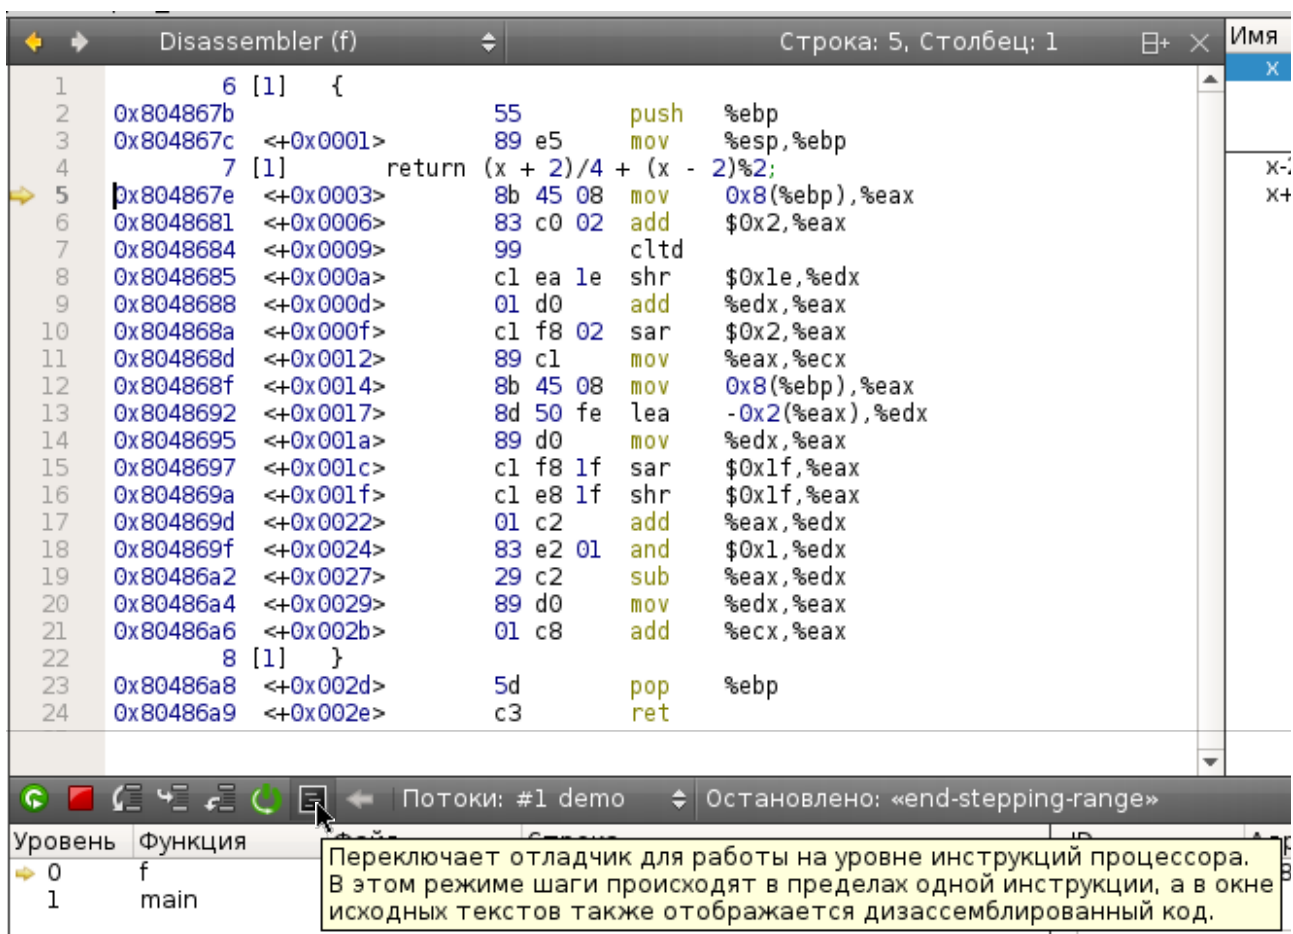 Disassembler (f) Строка: 5, Столбец: 1 Имя
x
1 6 [1] {
2 0x804867b 55 push %ebp
3 0x804867c <+0x0001> 89 e5 mov %esp,%ebp
4 7 [1] return (x + 2)/4 + (x - 2)%2; x-2
5 0x804867e <+0x0003> 8b 45 08 mov 0x8(%ebp),%eax x+
6 0x8048681 <+0x0006> 83 c0 02 add $0x2,%eax
7 0x8048684 <+0x0009> 99 cltd
8 0x8048685 <+0x000a> c1 ea 1e shr $0x1e,%edx
9 0x8048688 <+0x000d> 01 d0 add %edx,%eax
10 0x804868a <+0x000f> c1 f8 02 sar $0x2,%eax
11 0x804868d <+0x0012> 89 c1 mov %eax,%ecx
12 0x804868f <+0x0014> 8b 45 08 mov 0x8(%ebp),%eax
13 0x8048692 <+0x0017> 8d 50 fe lea -0x2(%eax),%edx
14 0x8048695 <+0x001a> 89 d0 mov %edx,%eax
15 0x8048697 <+0x001c> c1 f8 1f sar $0x1f,%eax
16 0x804869a <+0x001f> c1 e8 1f shr $0x1f,%eax
17 0x804869d <+0x0022> 01 c2 add %eax,%edx
18 0x804869f <+0x0024> 83 e2 01 and $0x1,%edx
19 0x80486a2 <+0x0027> 29 c2 sub %eax,%edx
20 0x80486a4 <+0x0029> 89 d0 mov %edx,%eax
21 0x80486a6 <+0x002b> 01 c8 add %ecx,%eax
22 8 [1] }
23 0x80486a8 <+0x002d> 5d pop %ebp
24 0x80486a9 <+0x002e> c3 ret
Потоки: #1 demo Остановлено: «end-stepping-range»
Уровень Функция
0 f
1 main
Переключает отладчик для работы на уровне инструкций процессора.
В этом режиме шаги происходят в пределах одной инструкции, а в окне
исходных текстов также отображается дизассемблированный код.